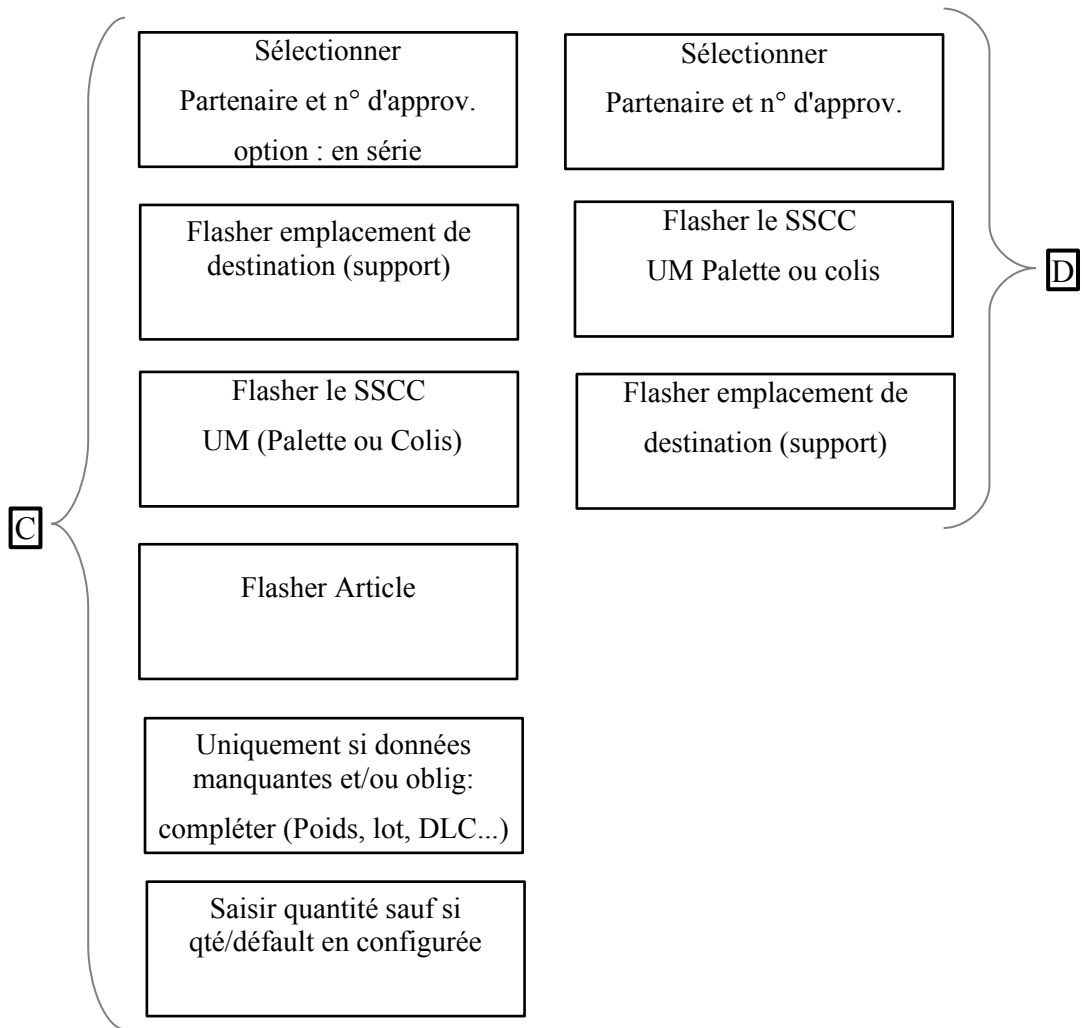 C
Sélectionner
Partenaire et n° d'approv.
option : en série
Flasher emplacement de
destination (support)
Flasher le SSCC
UM (Palette ou Colis)
Flasher Article
Uniquement si données
manquantes et/ou oblig:
compléter (Poids, lot, DLC...)
Saisir quantité sauf si
qté/défault en configurée
Sélectionner
Partenaire et n° d'approv.
Flasher le SSCC
UM Palette ou colis
Flasher emplacement de
destination (support)
D